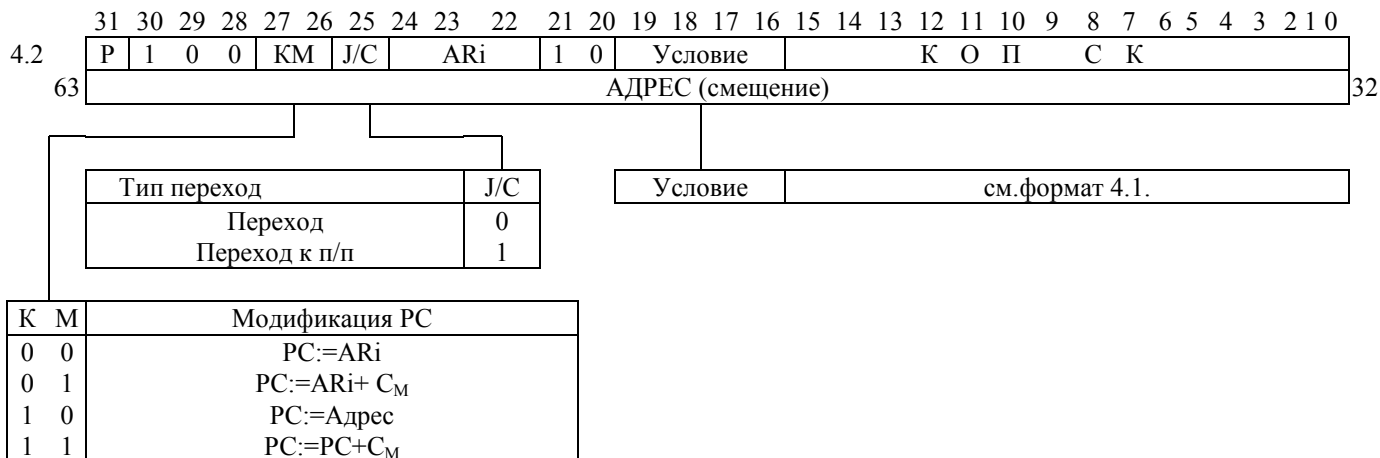 31 30 29 28 27 26 25 24 23 22 21 20 19 18 17 16 15 14 13 12 11 10 9 8 7 6 5 4 3 2 1 0
4.2 Р 1 0 0 КМ J/C ARi 1 0 Условие К О П С К
63 АДРЕС (смещение) 32
Тип переход J/C Условие см.формат 4.1.
Переход 0
Переход к п/п 1
К М Модификация PC
0 0 PC:=ARi
0 1 PC:=ARi+ CM
1 0 PC:=Адрес
1 1 PC:=PC+CM